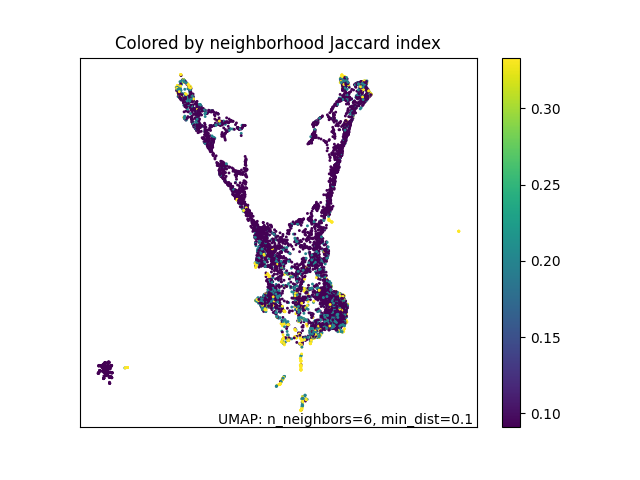 Colored by neighborhood Jaccard index
0.30
0.25
0.20
0.15
0.10
UMAP: n_neighbors=6, min_dist=0.1